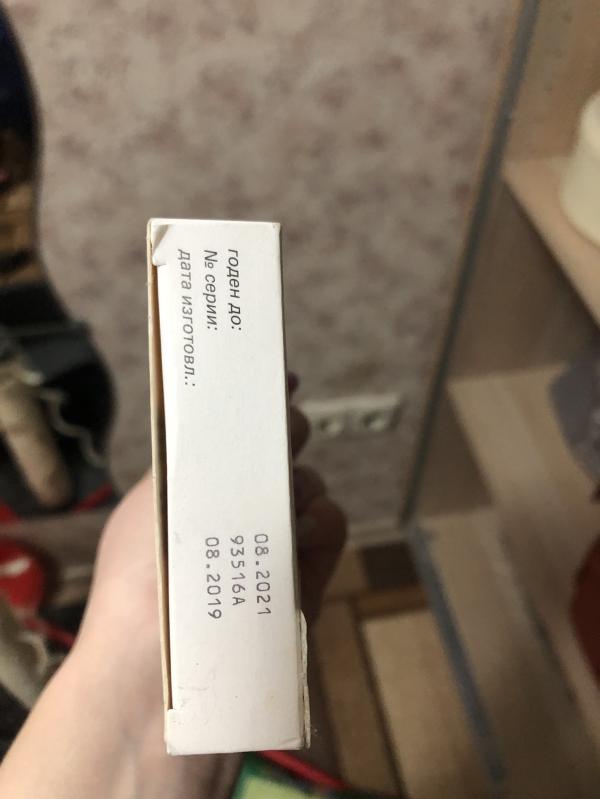 годен до: 08.2021
№ серии: 93516A
дата изготовл.: 08.2019